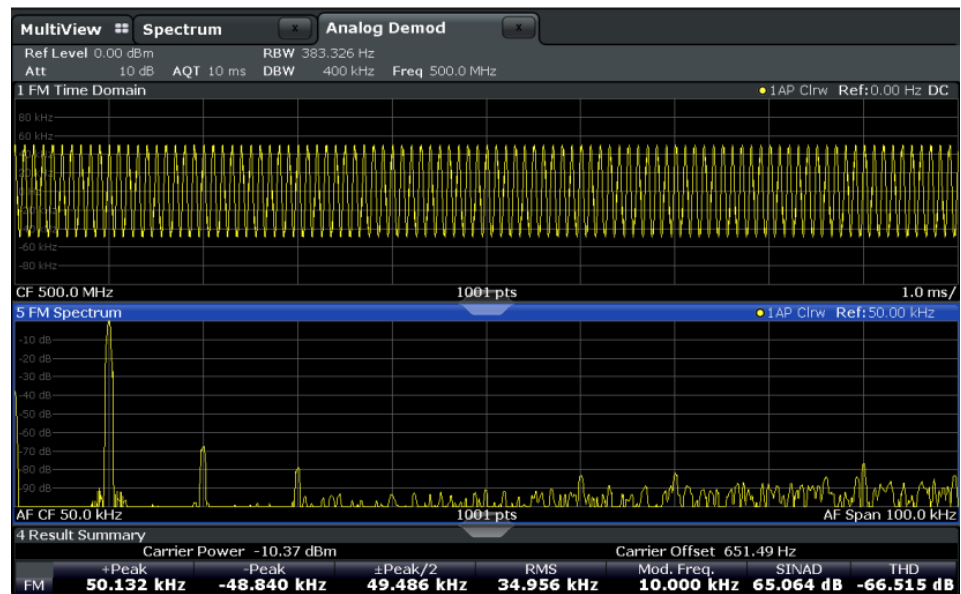 MultiView Spectrum x Analog Demod x
Ref Level 0.00 dBm RBW 383.326 Hz
Att 10 dB AQT 10 ms DBW 400 kHz Freq 500.0 MHz
1 FM Time Domain 1AP Clrw Ref:0.00 Hz DC
80 kHz
60 kHz
-60 kHz
-80 kHz
CF 500.0 MHz 1001 pts 1.0 ms/
5 FM Spectrum 1AP Clrw Ref:50.00 kHz
-10 dB
-20 dB
-30 dB
-40 dB
-50 dB
-60 dB
-70 dB
-80 dB
-90 dB
AF CF 50.0 kHz 1001 pts AF Span 100.0 kHz
4 Result Summary
Carrier Power -10.37 dBm Carrier Offset 651.49 Hz
+Peak -Peak ±Peak/2 RMS Mod. Freq. SINAD THD
FM 50.132 kHz -48.840 kHz 49.486 kHz 34.956 kHz 10.000 kHz 65.064 dB -66.515 dB